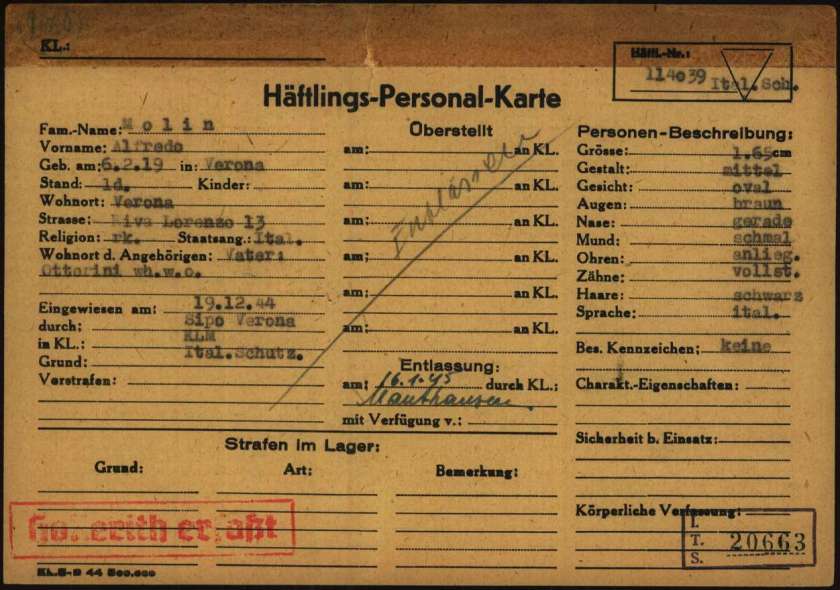 KL.:
Häftl.-Nr.:
114039 Ital.Sch.
Häftlings-Personal-Karte
Fam.-Name: Molin
Vorname: Alfredo
Geb. am: 6.2.19 in: Verona
Stand: ld. Kinder:
Wohnort: Verona
Strasse: Riva Lorenzo 13
Religion: rk. Staatsang.: Ital.
Wohnort d. Angehörigen: Vater:
Ottorini wh.w.o.
Eingewiesen am: 19.12.44
durch: Sipo Verona
in KL.: KLM
Grund: Ital.Schutz.
Vorstrafen:
Überstellt
am: an KL.
am: an KL.
am: an KL.
am: an KL.
am: an KL.
am: an KL.
Entlassen
Entlassung:
am: 16.1.45 durch KL.:
Mauthausen
mit Verfügung v.:
Personen-Beschreibung:
Grösse: 1.65 cm
Gestalt: mittel
Gesicht: oval
Augen: braun
Nase: gerade
Mund: schmal
Ohren: anlieg.
Zähne: vollst.
Haare: schwarz
Sprache: ital.
Bes. Kennzeichen: keine
Charakt.-Eigenschaften:
Sicherheit b. Einsatz:
Körperliche Verfassung:
Strafen im Lager:
Grund: Art: Bemerkung:
Hollerith erfaßt
I.
T. 20663
S.